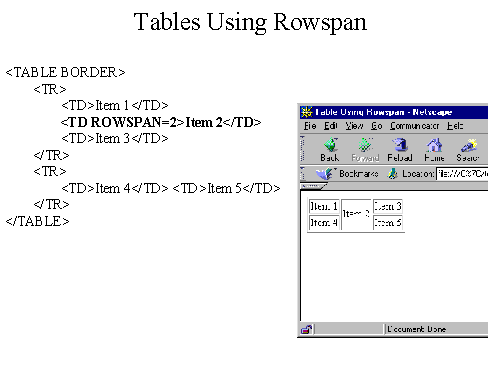 Tables Using Rowspan
<TABLE BORDER>
<TR>
<TD>Item 1</TD>
<TD ROWSPAN=2>Item 2</TD>
<TD>Item 3</TD>
</TR>
<TR>
<TD>Item 4</TD> <TD>Item 5</TD>
</TR>
</TABLE>
Table Using Rowspan - Netscape
File Edit View Go Communicator Help
Back Forward Reload Home Search
Bookmarks Location:
Item 1 Item 2 Item 3
Item 4 Item 5
Document: Done